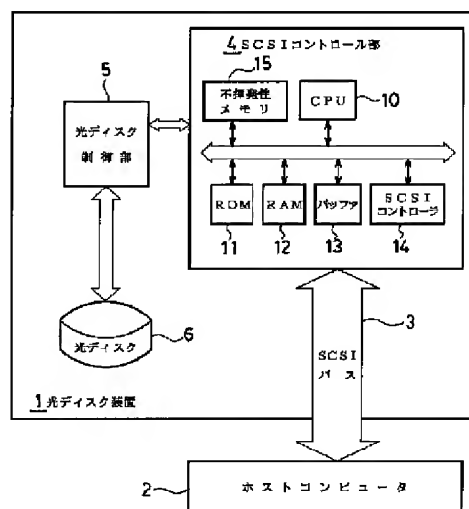 4 SCSIコントロール部
15
不揮発性
メモリ
CPU
10
5
光ディスク
制御部
ROM
RAM
バッファ
SCSI
コントローラ
11
12
13
14
光ディスク
6
3
SCSI
バス
1 光ディスク装置
2
ホストコンピュータ